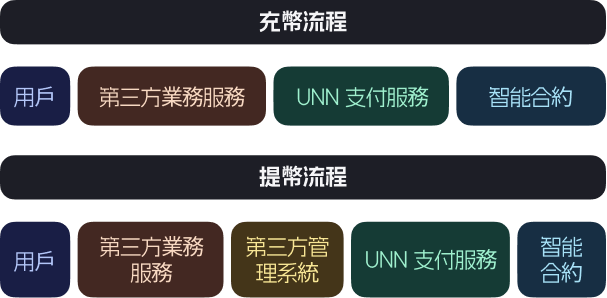 充幣流程
用戶
第三方業務服務
UNN 支付服務
智能合約
提幣流程
用戶
第三方業務
服務
第三方管
理系統
UNN 支付服務
智能
合約